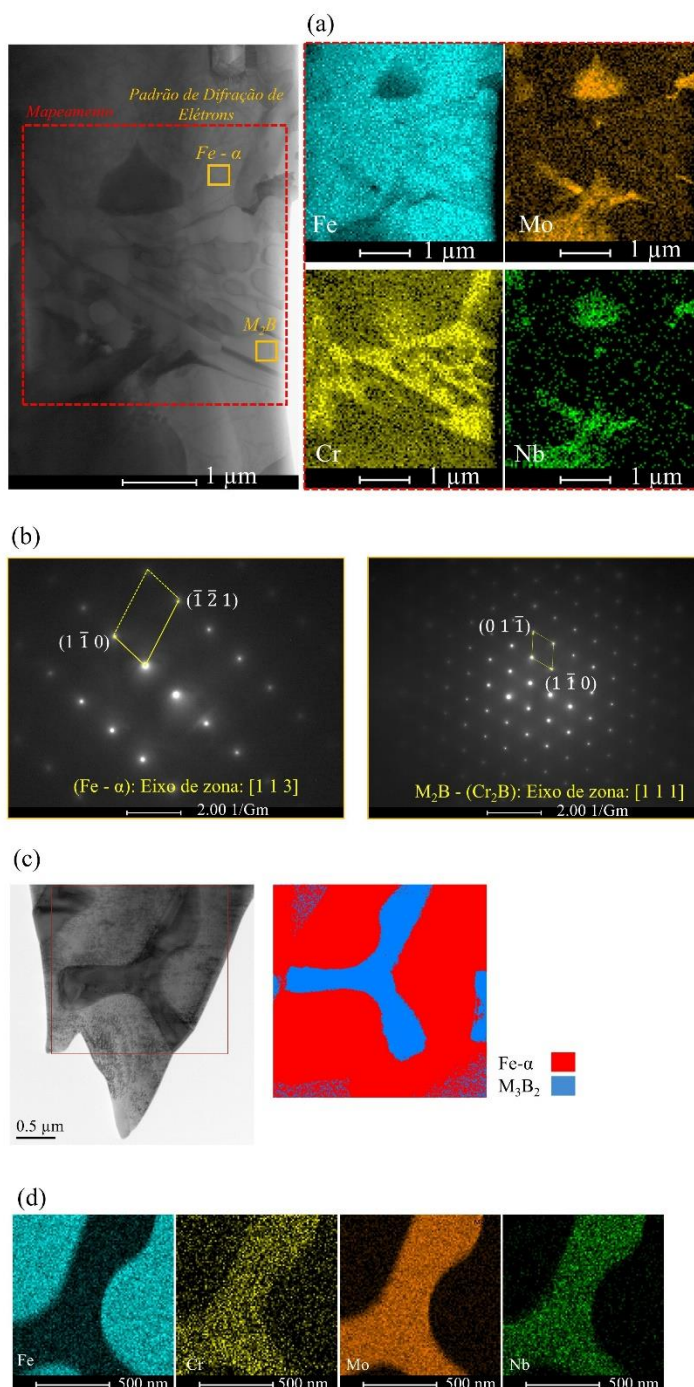 (a)
Mapeamento
Padrão de Difração de
Elétrons
Fe - α
M₂B
1 µm
Fe
1 µm
Mo
1 µm
Cr
1 µm
Nb
1 µm
(b)
(1̅ 2̅ 1)
(1 1̅ 0)
(Fe - α): Eixo de zona: [1 1 3]
2.00 1/Gm
(0 1 1̅)
(1 1̅ 0)
M₂B - (Cr₂B): Eixo de zona: [1 1 1]
2.00 1/Gm
(c)
0.5 µm
Fe-α
M₃B₂
(d)
Fe
500 nm
Cr
500 nm
Mo
500 nm
Nb
500 nm